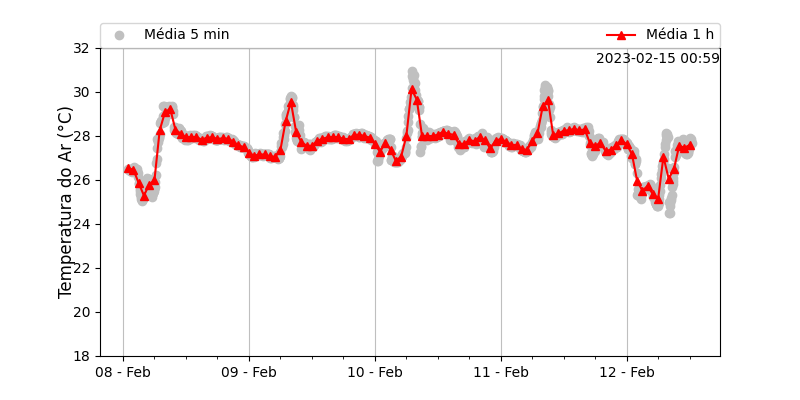 Média 5 min
Média 1 h
2023-02-15 00:59
Temperatura do Ar (°C)
32
30
28
26
24
22
20
18
08 - Feb
09 - Feb
10 - Feb
11 - Feb
12 - Feb